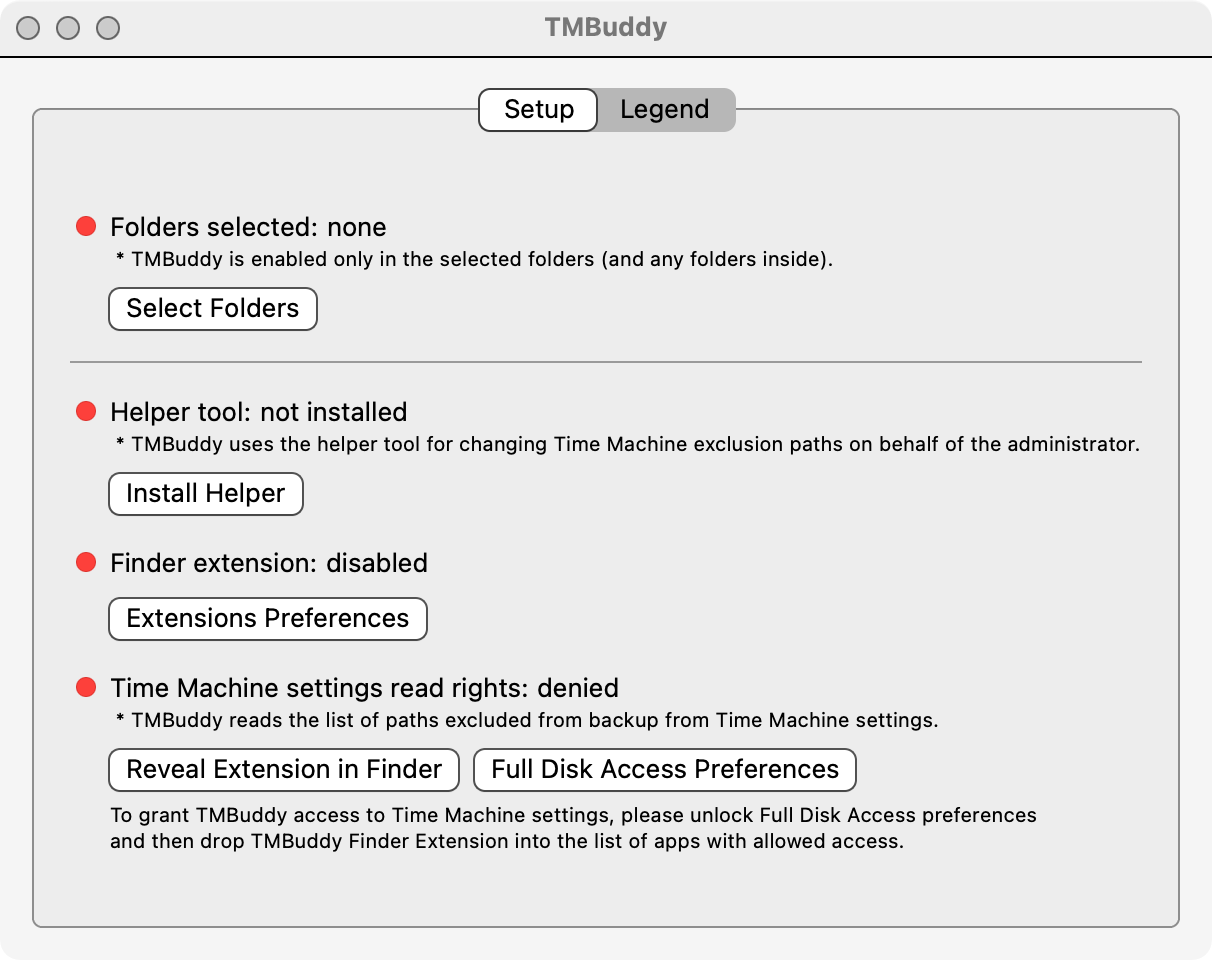 TMBuddy
Setup Legend
Folders selected: none
* TMBuddy is enabled only in the selected folders (and any folders inside).
Select Folders
Helper tool: not installed
* TMBuddy uses the helper tool for changing Time Machine exclusion paths on behalf of the administrator.
Install Helper
Finder extension: disabled
Extensions Preferences
Time Machine settings read rights: denied
* TMBuddy reads the list of paths excluded from backup from Time Machine settings.
Reveal Extension in Finder Full Disk Access Preferences
To grant TMBuddy access to Time Machine settings, please unlock Full Disk Access preferences
and then drop TMBuddy Finder Extension into the list of apps with allowed access.